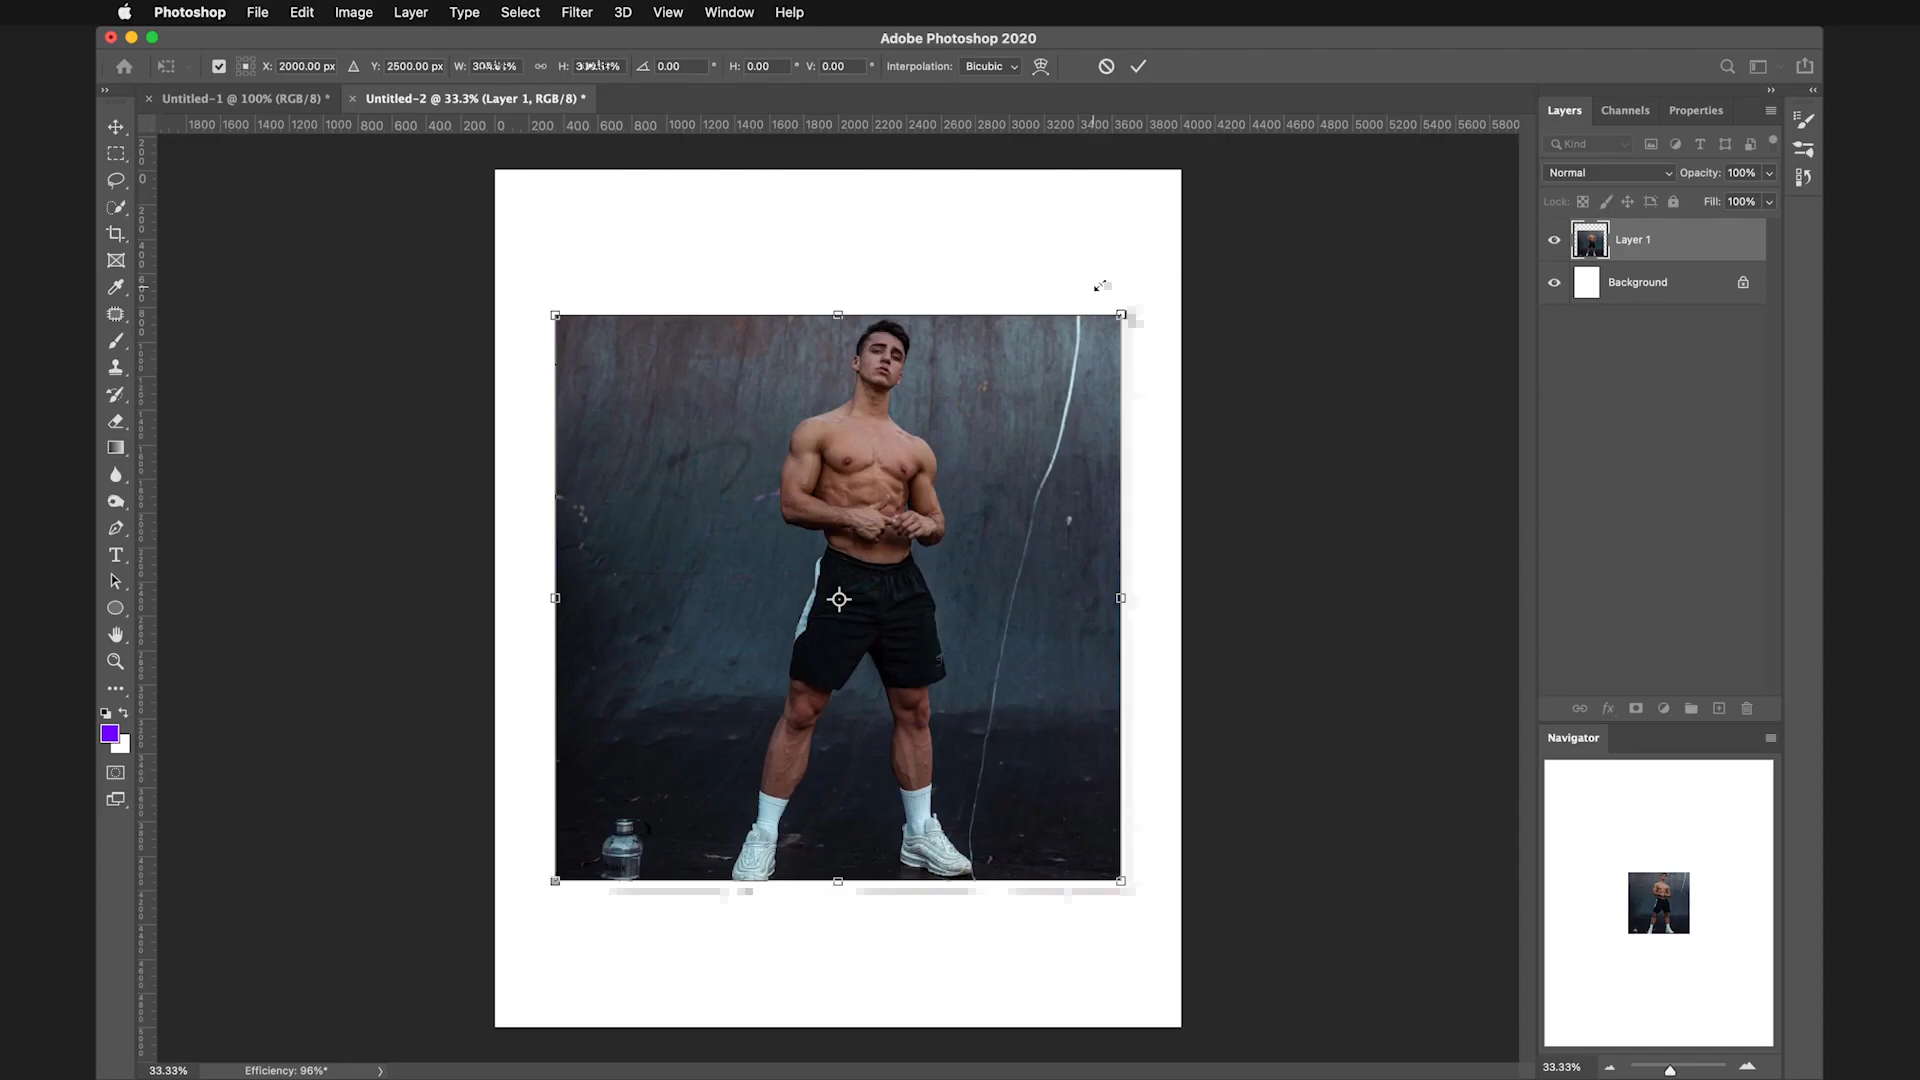 Photoshop File Edit Image Layer Type Select Filter 3D View Window Help
Adobe Photoshop 2020
X: 2000.00 px Y: 2500.00 px W: H: 0.00 ° H: 0.00 ° V: 0.00 ° Interpolation: Bicubic
Untitled-1 @ 100% (RGB/8) * Untitled-2 @ 33.3% (Layer 1, RGB/8) *
1800 1600 1400 1200 1000 800 600 400 200 0 200 400 600 800 1000 1200 1400 1600 1800 2000 2200 2400 2600 2800 3000 3200 3400 3600 3800 4000 4200 4400 4600 4800 5000 5200 5400 5600 5800
Layers Channels Properties
Kind
Normal Opacity: 100%
Lock: Fill: 100%
Layer 1
Background
Navigator
33.33%
33.33% Efficiency: 96%*